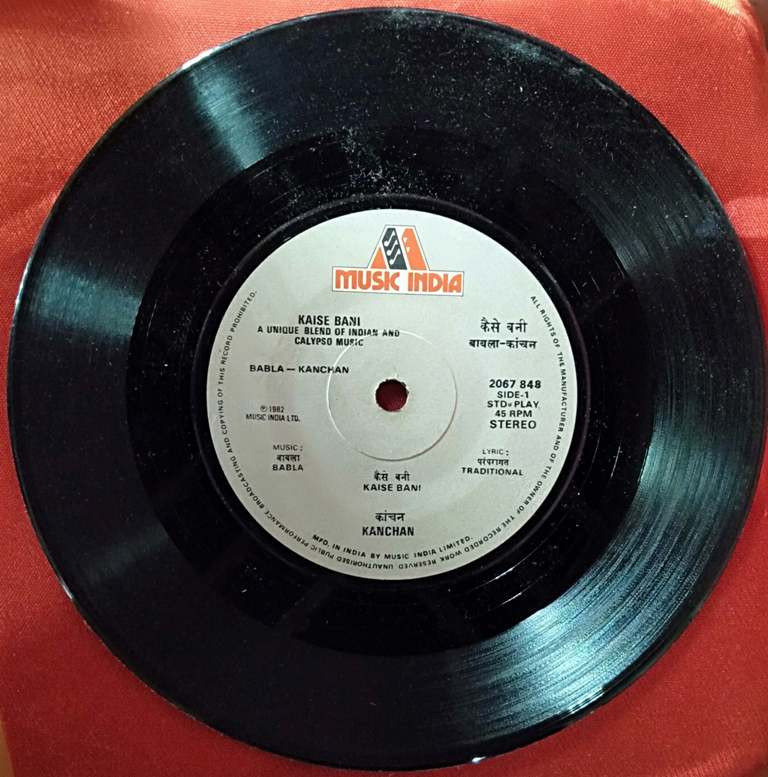 MUSIC INDIA
KAISE BANI
A UNIQUE BLEND OF INDIAN AND
CALYPSO MUSIC
BABLA — KANCHAN
℗ 1982
MUSIC INDIA LTD.
कैसे बनी
बाबला-कांचन
2067 848
SIDE-1
STD • PLAY
45 RPM
STEREO
MUSIC :
बाबला
BABLA
LYRIC :
परंपरागत
TRADITIONAL
कैसे बनी
KAISE BANI
कांचन
KANCHAN
MFD. IN INDIA BY MUSIC INDIA LIMITED.
ALL RIGHTS OF THE MANUFACTURER AND OF THE OWNER OF THE RECORDED WORK RESERVED. UNAUTHORISED PUBLIC PERFORMANCE BROADCASTING AND COPYING OF THIS RECORD PROHIBITED.